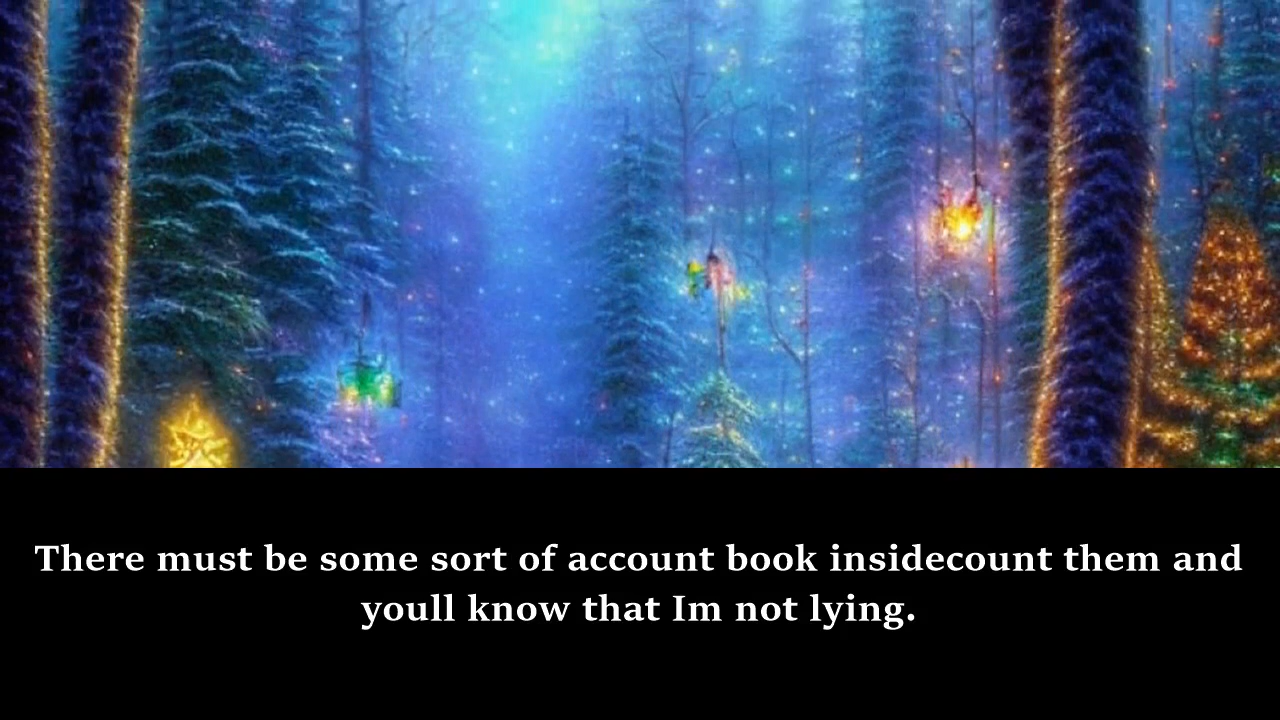 There must be some sort of account book insidecount them and
youll know that Im not lying.